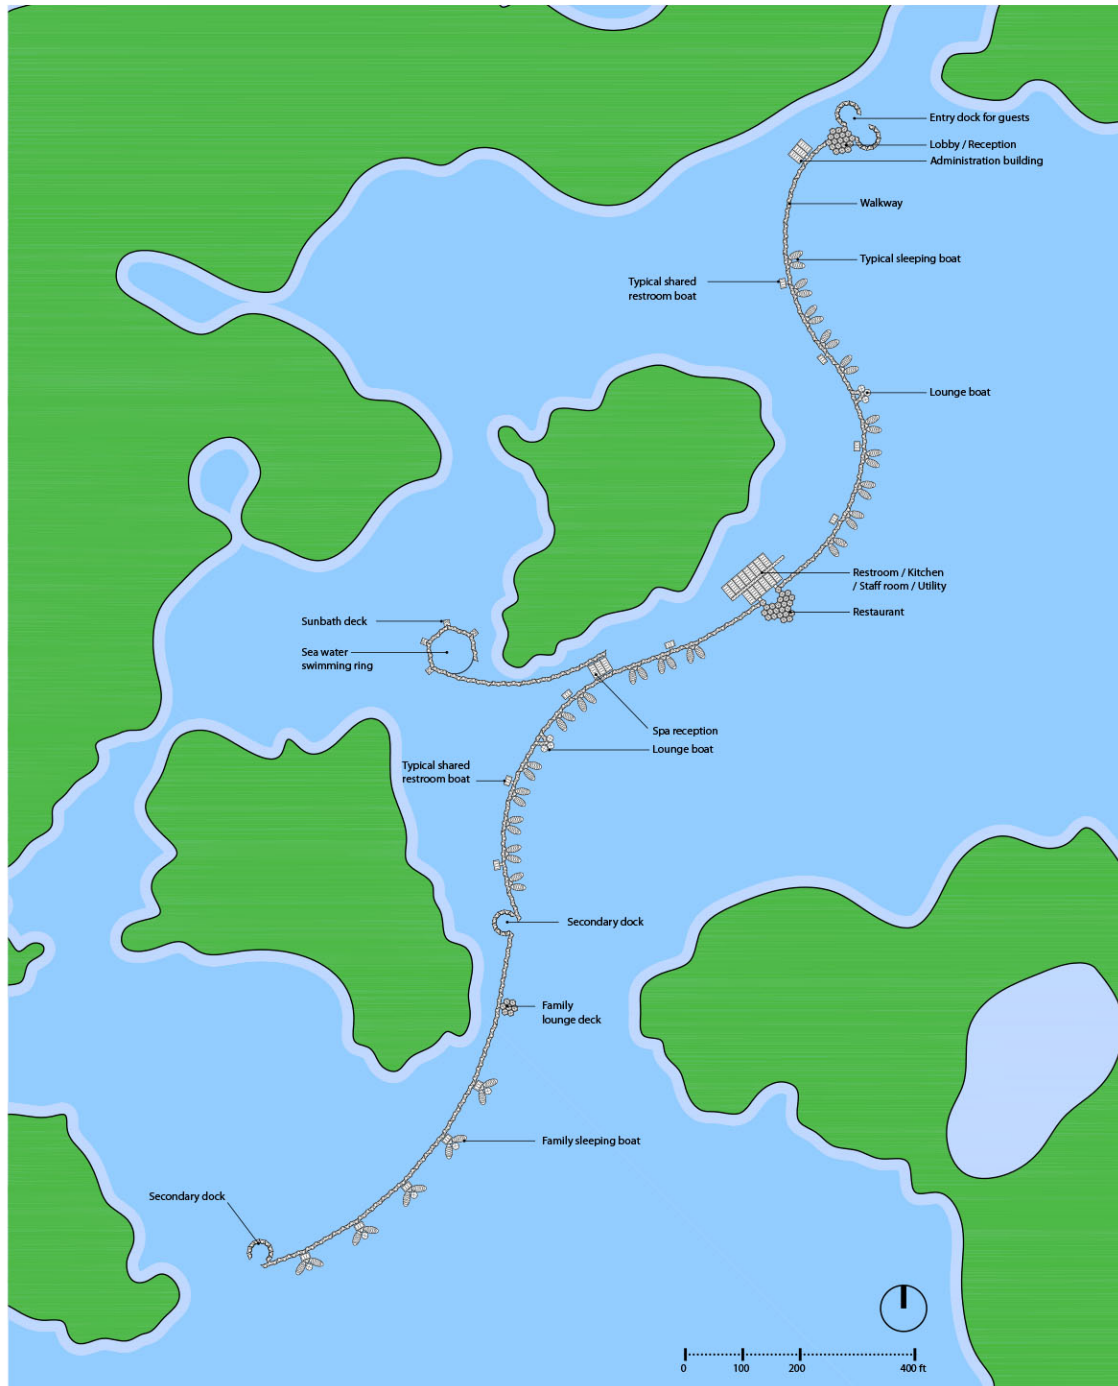 Entry dock for guests
Lobby / Reception
Administration building
Walkway
Typical sleeping boat
Typical shared
restroom boat
Lounge boat
Restroom / Kitchen
/ Staff room / Utility
Restaurant
Sunbath deck
Sea water
swimming ring
Spa reception
Lounge boat
Typical shared
restroom boat
Secondary dock
Family
lounge deck
Family sleeping boat
Secondary dock
0 100 200 400 ft